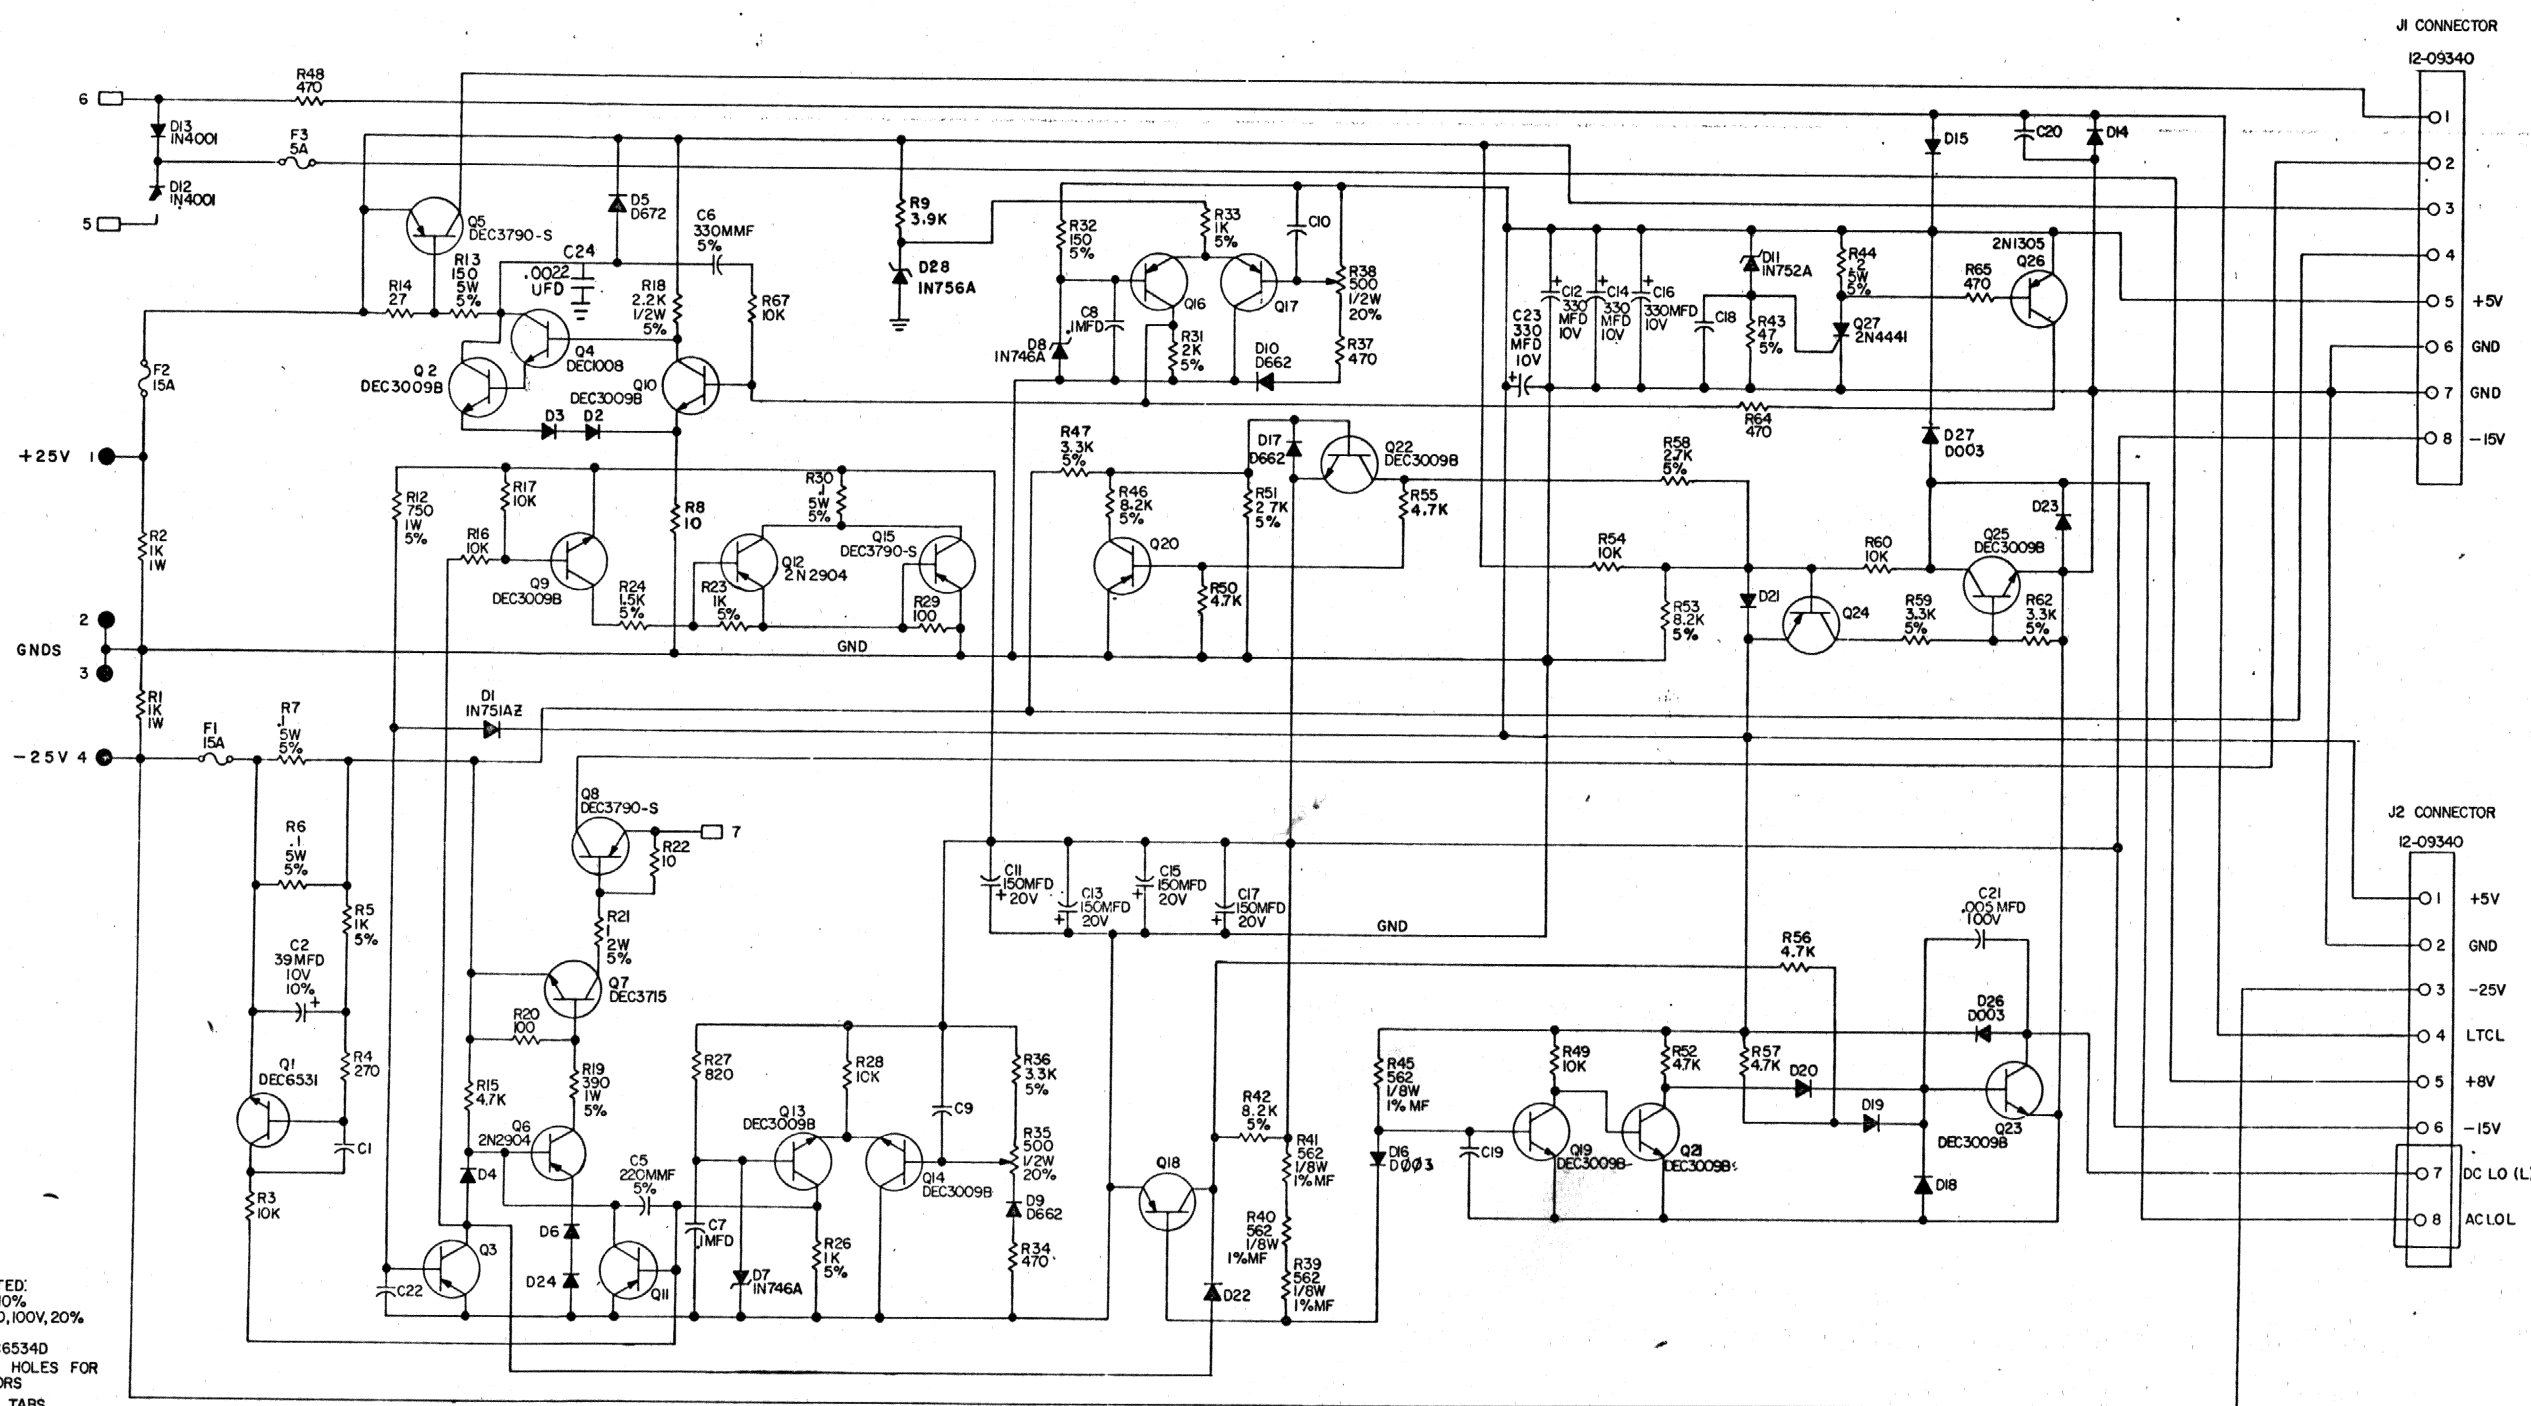 J1 CONNECTOR
12-09340
1
2
3
4
5 +5V
6 GND
7 GND
8 -15V
6
R48
470
D13
IN4001
F3
5A
D12
IN4001
5
Q5
DEC3790-S
D5
D672
C6
330MMF
5%
R9
3.9K
D28
IN756A
C24
.0022
UFD
R14
27
R13
150
5W
5%
R18
2.2K
1/2W
5%
R67
10K
Q4
DEC1008
Q2
DEC3009B
Q10
DEC3009B
D3
D2
F2
15A
R32
150
5%
C8
.1MFD
D8
IN746A
Q16
R33
1K
5%
Q17
R31
2K
5%
D10
D662
C10
R38
500
1/2W
20%
R37
470
C23
330
MFD
10V
C12
330
MFD
10V
C14
330
MFD
10V
C16
330MFD
10V
D11
IN752A
C18
R43
47
5%
R44
.2
5W
5%
Q27
2N4441
R65
470
2N1305
Q26
D15
C20
D14
R64
470
D27
D003
+25V 1
R2
1K
1W
2
GNDS
3
R1
1K
1W
-25V 4
R12
750
1W
5%
R17
10K
R16
10K
Q9
DEC3009B
R24
1.5K
5%
R23
1K
5%
Q12
2N2904
R30
.1
5W
5%
Q15
DEC3790-S
R29
100
R8
10
GND
R47
3.3K
5%
R46
8.2K
5%
Q20
R50
4.7K
R51
2.7K
5%
D17
D662
Q22
DEC3009B
R55
4.7K
R58
2.7K
5%
R54
10K
R53
8.2K
5%
D21
Q24
R60
10K
R59
3.3K
5%
Q25
DEC3009B
R62
3.3K
5%
D23
D1
IN751AZ
F1
15A
R7
.1
5W
5%
R6
.1
5W
5%
R5
1K
5%
C2
39MFD
10V
10%
+
R4
270
Q1
DEC6531
C1
R3
10K
Q8
DEC3790-S
7
R22
10
R21
1
2W
5%
Q7
DEC3715
R20
100
R19
390
1W
5%
R15
4.7K
Q6
2N2904
D4
D6
D24
C5
220MMF
5%
Q3
C22
Q11
R27
820
C7
.1MFD
D7
IN746A
Q13
DEC3009B
R28
10K
R26
1K
5%
Q14
DEC3009B
C9
R36
3.3K
5%
R35
500
1/2W
20%
D9
D662
R34
470
C11
150MFD
20V
C13
150MFD
20V
C15
150MFD
20V
C17
150MFD
20V
GND
R42
8.2K
5%
Q18
D22
R41
562
1/8W
1%MF
R40
562
1/8W
1%MF
R39
562
1/8W
1%MF
R45
562
1/8W
1% MF
D16
D003
C19
R49
10K
Q19
DEC3009B
R52
4.7K
Q21
DEC3009B
R57
4.7K
R56
4.7K
D20
D19
D18
C21
.005MFD
100V
D26
D003
Q23
DEC3009B
J2 CONNECTOR
12-09340
1 +5V
2 GND
3 -25V
4 LTCL
5 +8V
6 -15V
7 DC LO (L
8 ACLOL
TED:
10%
D,100V,20%
6534D
HOLES FOR
ORS
TABS